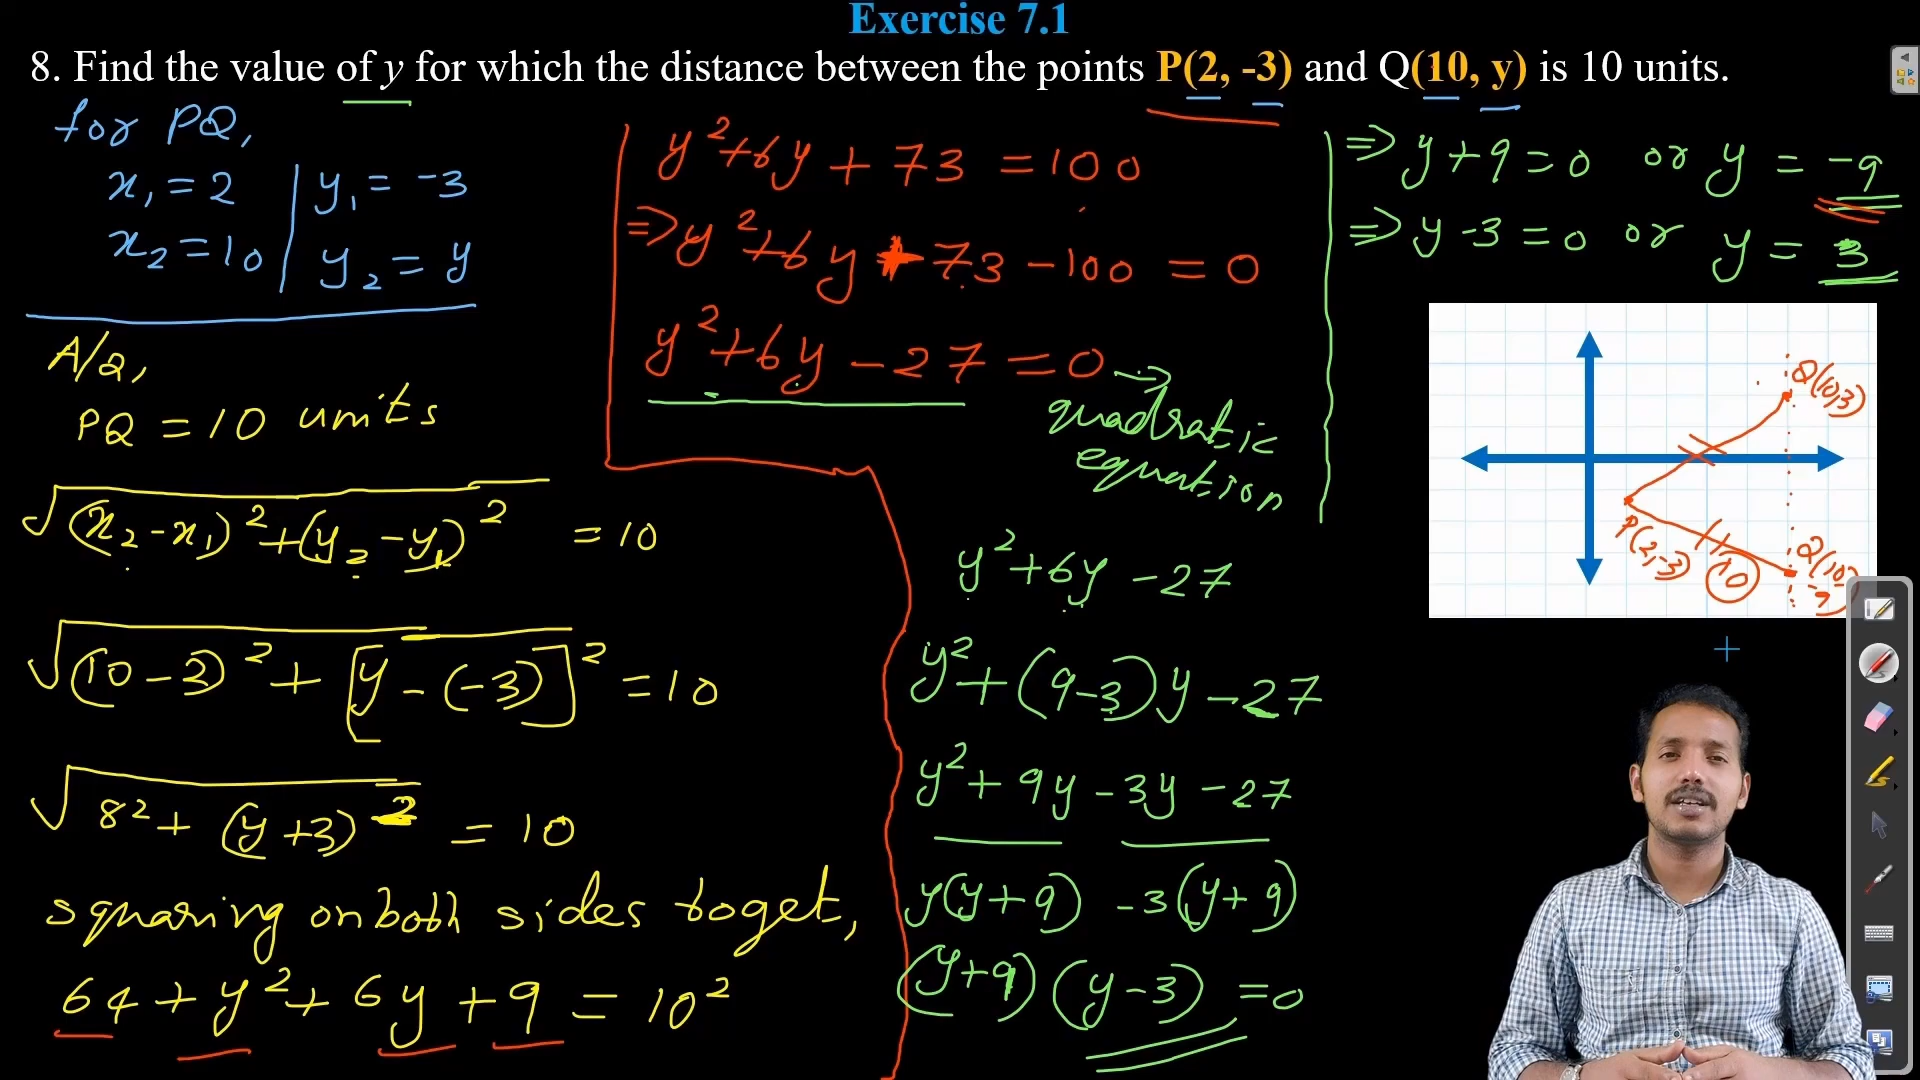 Exercise 7.1
8. Find the value of y for which the distance between the points P(2, -3) and Q(10, y) is 10 units.
for PQ,
x₁ = 2 | y₁ = -3
x₂ = 10 | y₂ = y
A/Q,
PQ = 10 units
√(x₂ - x₁)² + (y₂ - y₁)² = 10
√(10 - 2)² + [y - (-3)]² = 10
√8² + (y + 3)² = 10
squaring on both sides to get,
64 + y² + 6y + 9 = 10²
y² + 6y + 73 = 100
⇒ y² + 6y + 73 - 100 = 0
y² + 6y - 27 = 0 →
quadratic
equation
y² + 6y - 27
y² + (9 - 3)y - 27
y² + 9y - 3y - 27
y(y + 9) - 3(y + 9)
(y + 9) (y - 3) = 0
⇒ y + 9 = 0 or y = -9
⇒ y - 3 = 0 or y = 3
Q(10,3)
P(2,-3)
10
Q(10,
-9)